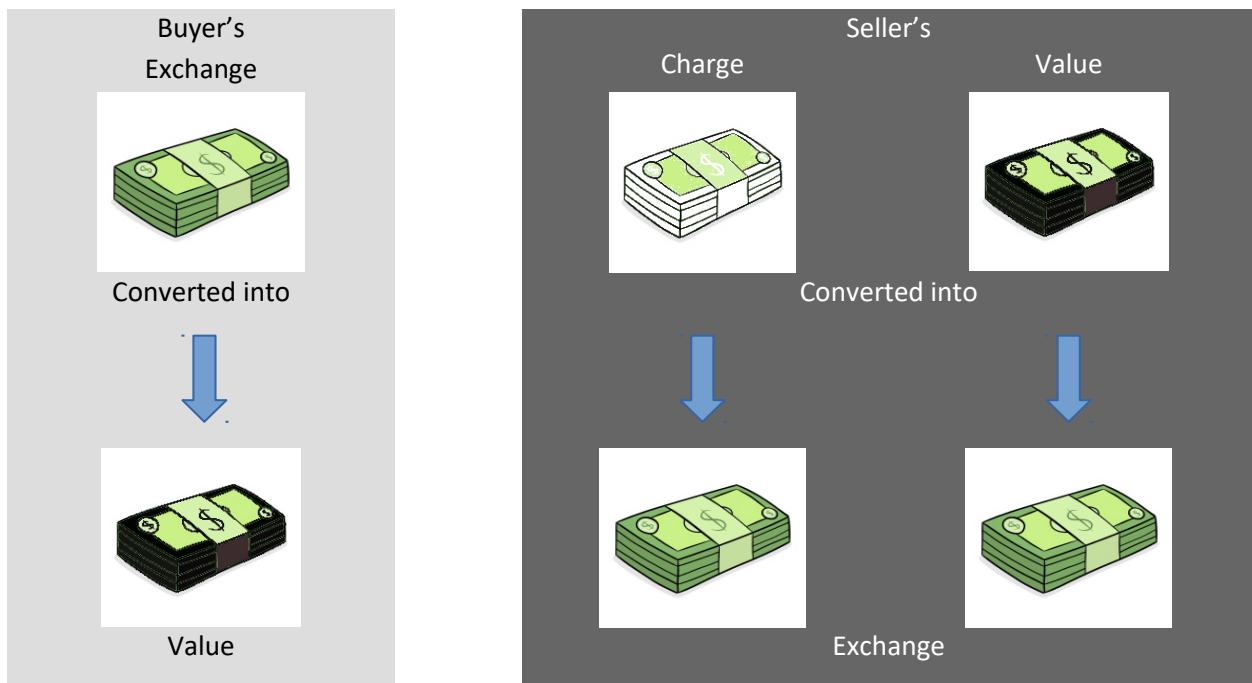 Buyer’s
Exchange
Converted into
Value
Seller’s
Charge Value
Converted into
Exchange